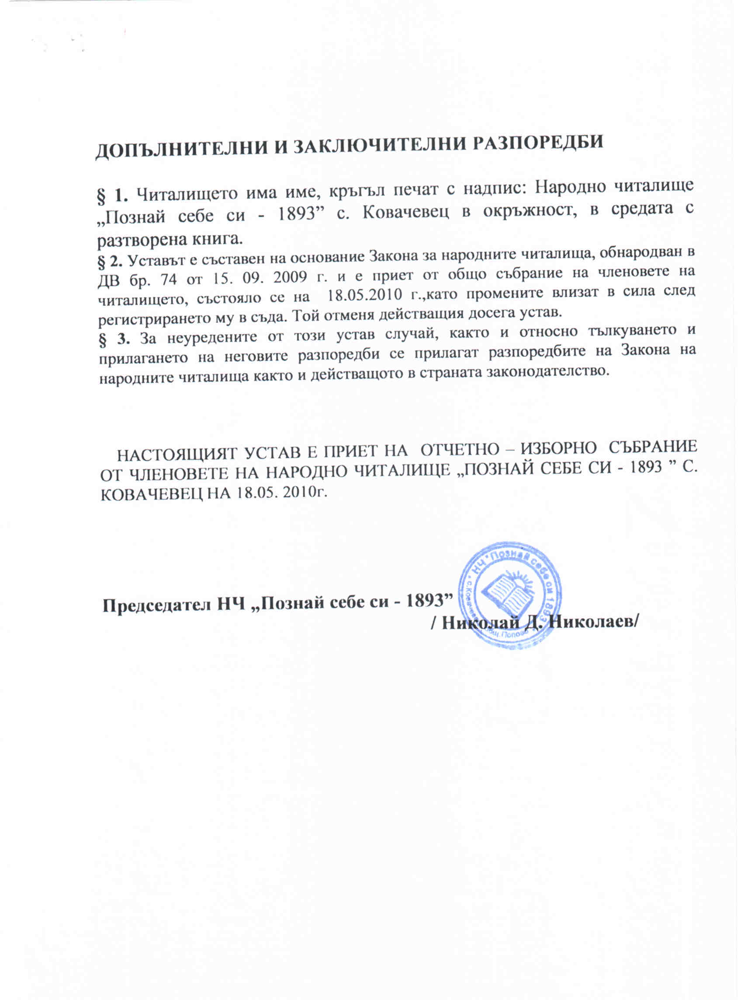 ДОПЪЛНИТЕЛНИ И ЗАКЛЮЧИТЕЛНИ РАЗПОРЕДБИ
§ 1. Читалището има име, кръгъл печат с надпис: Народно читалище
„Познай себе си - 1893” с. Ковачевец в окръжност, в средата с
разтворена книга.
§ 2. Уставът е съставен на основание Закона за народните читалища, обнародван в
ДВ бр. 74 от 15. 09. 2009 г. и е приет от общо събрание на членовете на
читалището, състояло се на 18.05.2010 г.,като промените влизат в сила след
регистрирането му в съда. Той отменя действащия досега устав.
§ 3. За неуредените от този устав случай, както и относно тълкуването и
прилагането на неговите разпоредби се прилагат разпоредбите на Закона на
народните читалища както и действащото в страната законодателство.
НАСТОЯЩИЯТ УСТАВ Е ПРИЕТ НА ОТЧЕТНО – ИЗБОРНО СЪБРАНИЕ
ОТ ЧЛЕНОВЕТЕ НА НАРОДНО ЧИТАЛИЩЕ „ПОЗНАЙ СЕБЕ СИ - 1893 ” С.
КОВАЧЕВЕЦ НА 18.05. 2010г.
Председател НЧ „Познай себе си - 1893”
/ Николай Д. Николаев/
НЧ "Познай себе си 1893"
общ. Попово